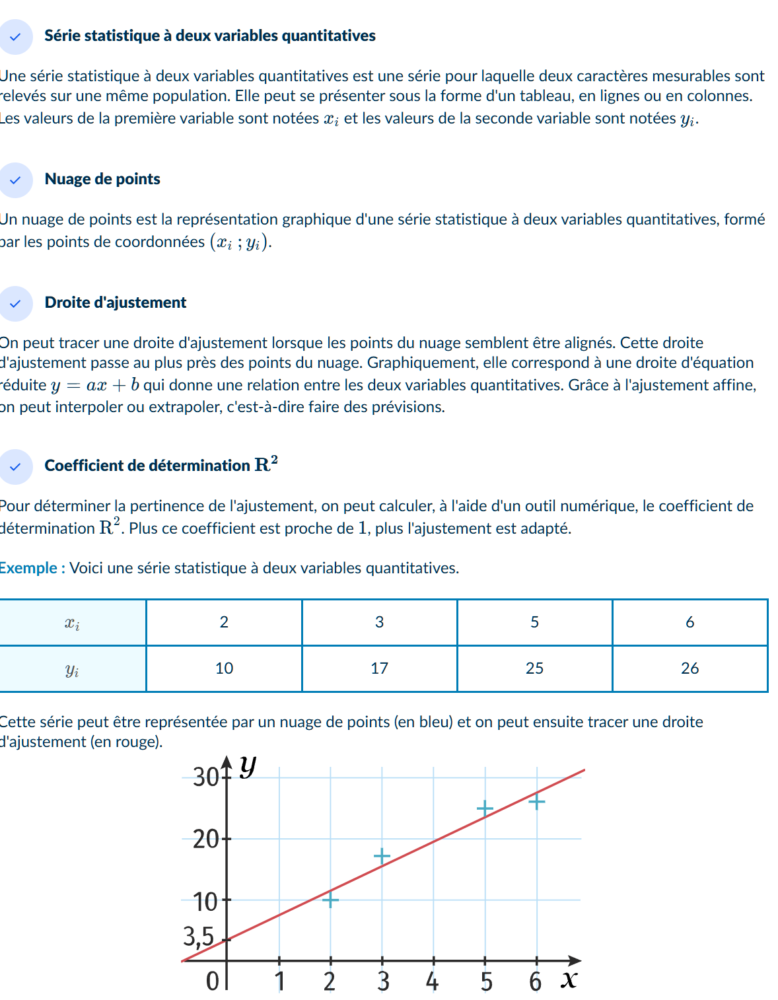 Série statistique à deux variables quantitatives
Une série statistique à deux variables quantitatives est une série pour laquelle deux caractères mesurables sont
relevés sur une même population. Elle peut se présenter sous la forme d'un tableau, en lignes ou en colonnes.
Les valeurs de la première variable sont notées xᵢ et les valeurs de la seconde variable sont notées yᵢ.
Nuage de points
Un nuage de points est la représentation graphique d'une série statistique à deux variables quantitatives, formé
par les points de coordonnées (xᵢ ; yᵢ).
Droite d'ajustement
On peut tracer une droite d'ajustement lorsque les points du nuage semblent être alignés. Cette droite
d'ajustement passe au plus près des points du nuage. Graphiquement, elle correspond à une droite d'équation
réduite y = ax + b qui donne une relation entre les deux variables quantitatives. Grâce à l'ajustement affine,
on peut interpoler ou extrapoler, c'est-à-dire faire des prévisions.
Coefficient de détermination R²
Pour déterminer la pertinence de l'ajustement, on peut calculer, à l'aide d'un outil numérique, le coefficient de
détermination R². Plus ce coefficient est proche de 1, plus l'ajustement est adapté.
Exemple : Voici une série statistique à deux variables quantitatives.
xᵢ 2 3 5 6
yᵢ 10 17 25 26
Cette série peut être représentée par un nuage de points (en bleu) et on peut ensuite tracer une droite
d'ajustement (en rouge).
y
30
20
10
3,5
0 1 2 3 4 5 6 x